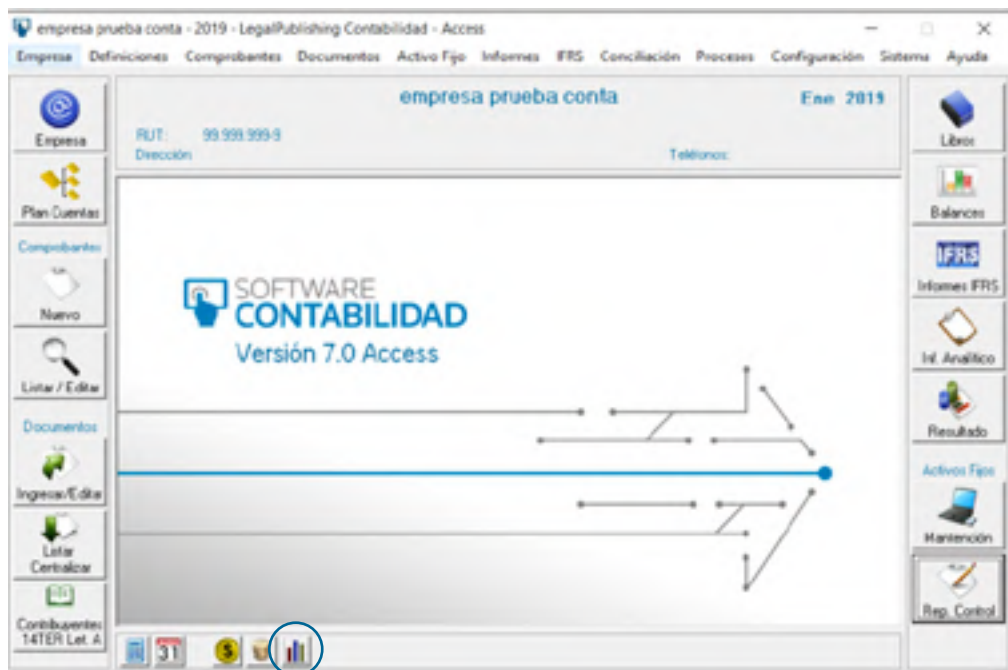 empresa prueba conta - 2019 - LegalPublishing Contabilidad - Access
Empresa Definiciones Comprobantes Documentos Activo Fijo Informes IFRS Conciliación Procesos Configuración Sistema Ayuda
empresa prueba conta
Ene 2019
RUT: 99.999.999-9
Dirección:
Teléfonos:
Empresa
Plan Cuentas
Comprobantes
Nuevo
Listar / Editar
Documentos
Ingresar/Editar
Listar
Centralizar
Contribuyentes
14TER Let. A
SOFTWARE
CONTABILIDAD
Versión 7.0 Access
31
Libros
Balances
IFRS
Informes IFRS
Inf. Analítico
Resultado
Activos Fijos
Mantención
Rep. Control